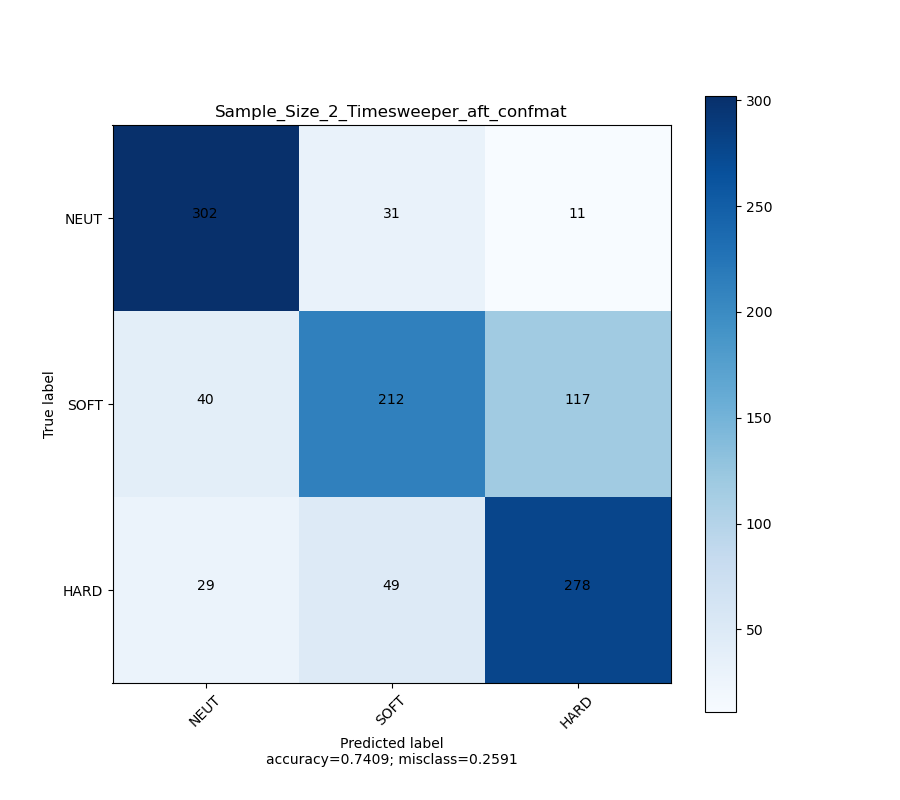 Sample_Size_2_Timesweeper_aft_confmat
NEUT 302 31 11
SOFT 40 212 117
HARD 29 49 278
NEUT SOFT HARD
True label
Predicted label
accuracy=0.7409; misclass=0.2591
300
250
200
150
100
50